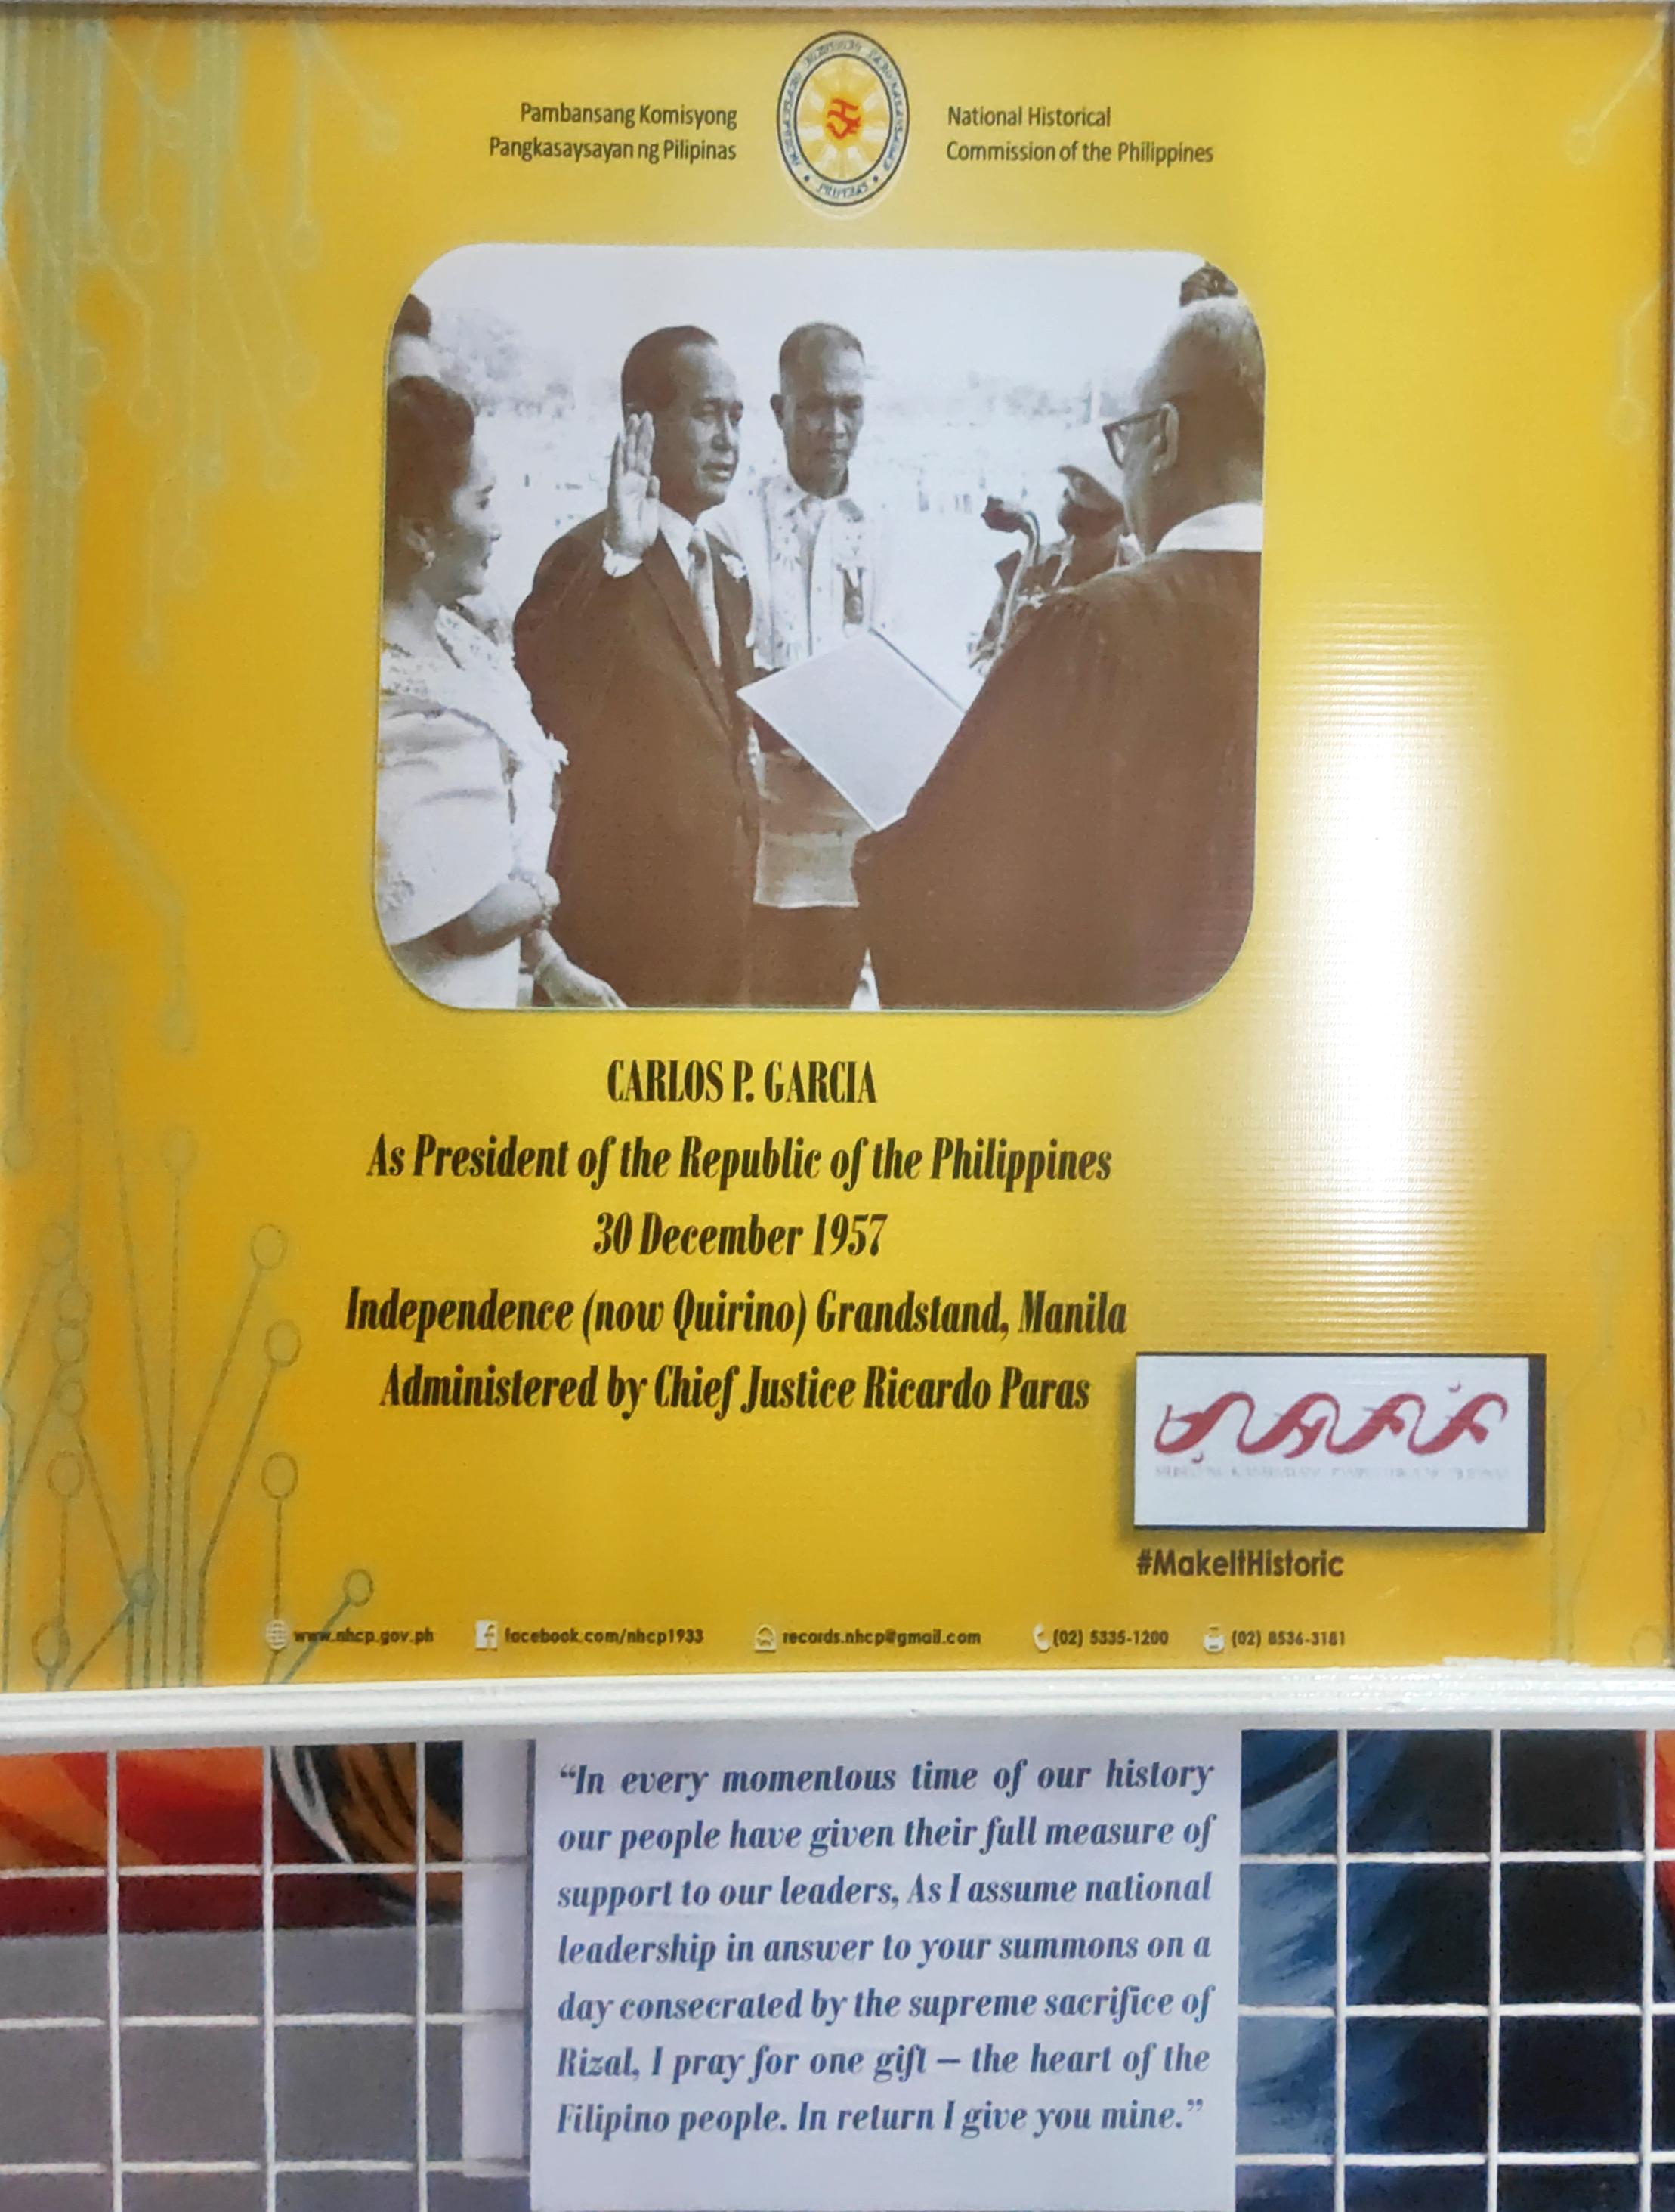 Pambansang Komisyong
Pangkasaysayan ng Pilipinas
National Historical
Commission of the Philippines
CARLOS P. GARCIA
As President of the Republic of the Philippines
30 December 1957
Independence (now Quirino) Grandstand, Manila
Administered by Chief Justice Ricardo Paras
#MakeItHistoric
www.nhcp.gov.ph facebook.com/nhcp1933 records.nhcp@gmail.com (02) 5335-1200 (02) 8536-3181
“In every momentous time of our history
our people have given their full measure of
support to our leaders, As I assume national
leadership in answer to your summons on a
day consecrated by the supreme sacrifice of
Rizal, I pray for one gift – the heart of the
Filipino people. In return I give you mine.”